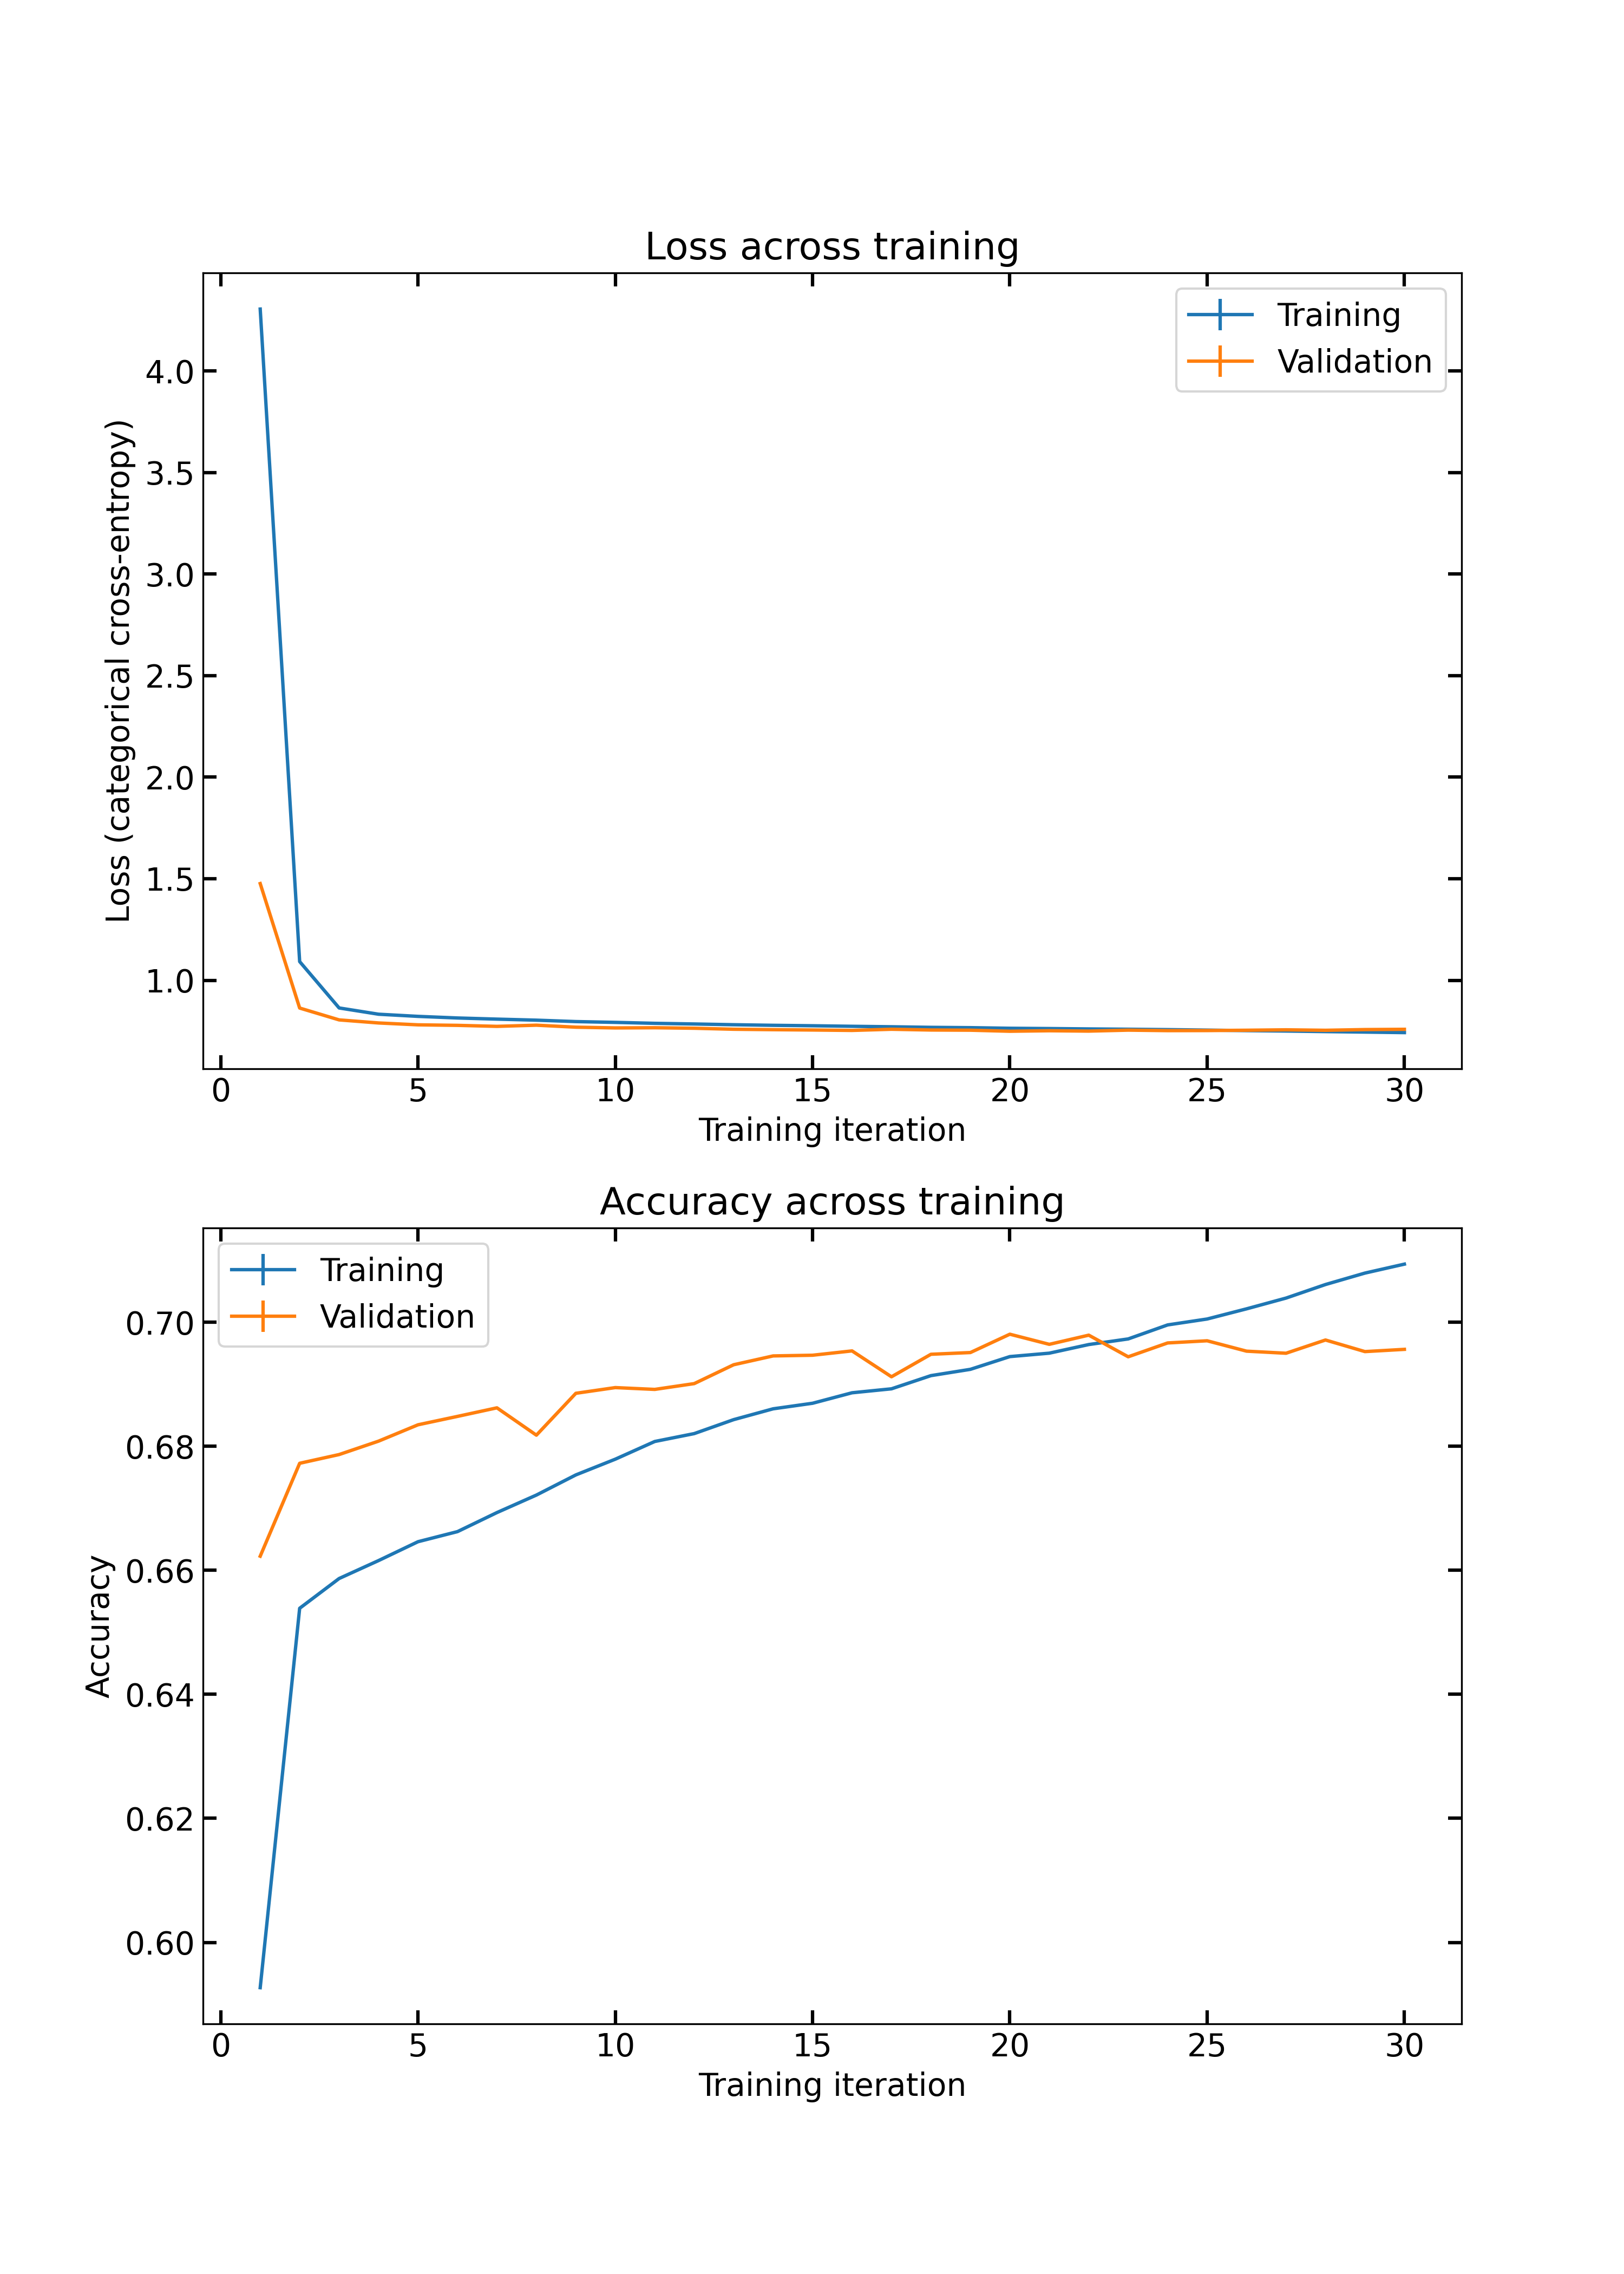 Loss across training
Training
Validation
4.0
3.5
3.0
2.5
2.0
1.5
1.0
Loss (categorical cross-entropy)
0 5 10 15 20 25 30
Training iteration
Accuracy across training
Training
Validation
0.70
0.68
0.66
0.64
0.62
0.60
Accuracy
0 5 10 15 20 25 30
Training iteration